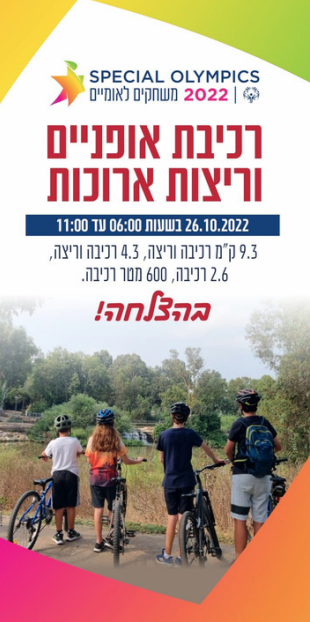 SPECIAL OLYMPICS
משחקים לאומיים 2022
רכיבת אופניים
וריצות ארוכות
26.10.2022 בשעות 06:00 עד 11:00
9.3 ק"מ רכיבה וריצה, 4.3 רכיבה וריצה,
2.6 רכיבה, 600 מטר רכיבה.
בהצלחה!